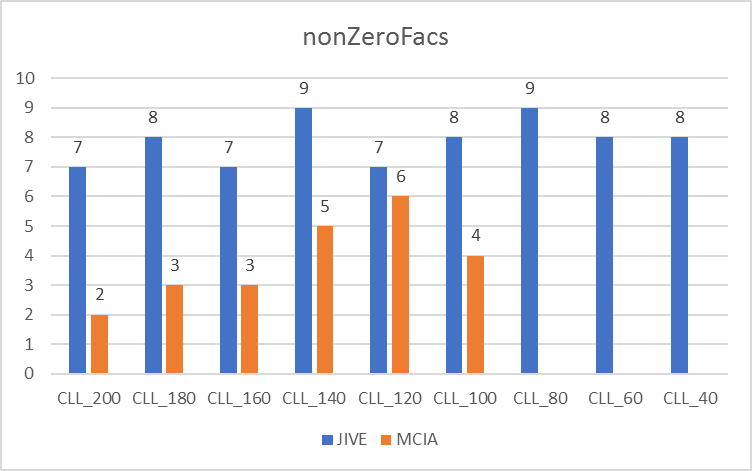 nonZeroFacs
10
9
8
7
6
5
4
3
2
1
0
7 8 7 9 7 8 9 8 8
2 3 3 5 6 4
CLL_200 CLL_180 CLL_160 CLL_140 CLL_120 CLL_100 CLL_80 CLL_60 CLL_40
JIVE MCIA